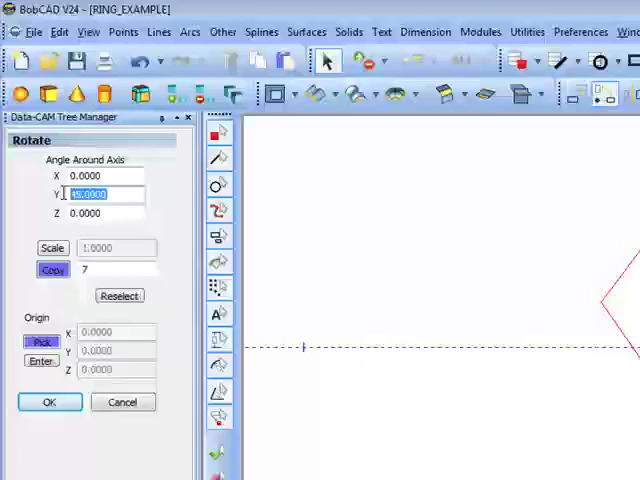 BobCAD V24 - [RING_EXAMPLE]
File Edit View Points Lines Arcs Other Splines Surfaces Solids Text Dimension Modules Utilities Preferences
Data-CAM Tree Manager
Rotate
Angle Around Axis
X 0.0000
Y 45.0000
Z 0.0000
Scale 1.0000
Copy 7
Reselect
Origin
Pick X 0.0000
Y 0.0000
Enter Z 0.0000
OK Cancel